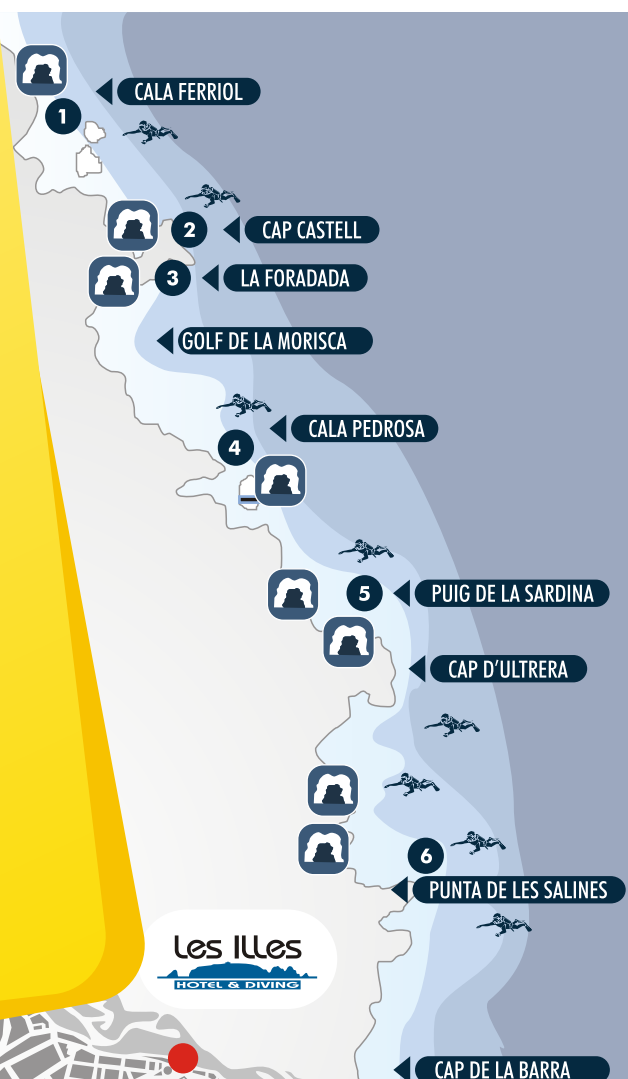 CALA FERRIOL
1
2
CAP CASTELL
3
LA FORADADA
GOLF DE LA MORISCA
CALA PEDROSA
4
5
PUIG DE LA SARDINA
CAP D'ULTRERA
6
PUNTA DE LES SALINES
Les ILLes
HOTEL & DIVING
CAP DE LA BARRA